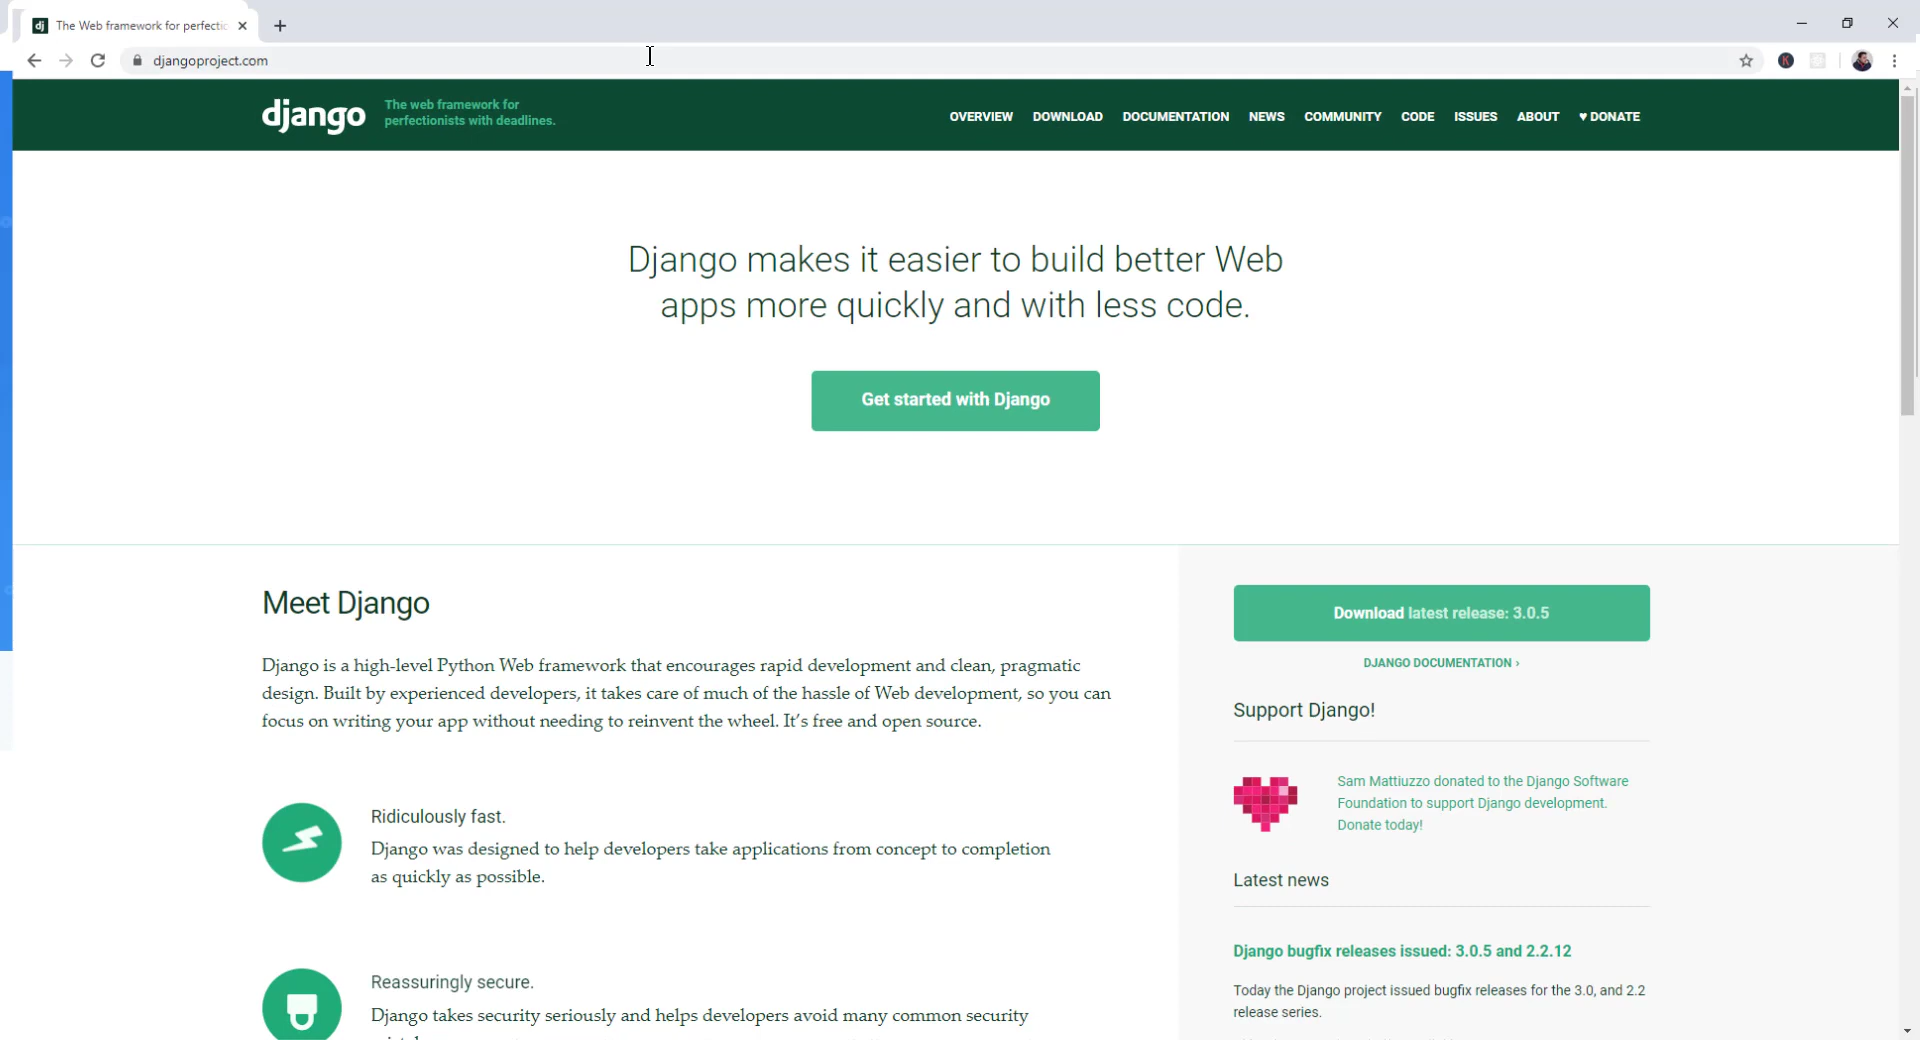 dj The Web framework for perfectio
djangoproject.com
K
django
The web framework for
perfectionists with deadlines.
OVERVIEW DOWNLOAD DOCUMENTATION NEWS COMMUNITY CODE ISSUES ABOUT ♥ DONATE
Django makes it easier to build better Web
apps more quickly and with less code.
Get started with Django
Meet Django
Django is a high-level Python Web framework that encourages rapid development and clean, pragmatic
design. Built by experienced developers, it takes care of much of the hassle of Web development, so you can
focus on writing your app without needing to reinvent the wheel. It’s free and open source.
Ridiculously fast.
Django was designed to help developers take applications from concept to completion
as quickly as possible.
Reassuringly secure.
Django takes security seriously and helps developers avoid many common security
Download latest release: 3.0.5
DJANGO DOCUMENTATION ›
Support Django!
Sam Mattiuzzo donated to the Django Software
Foundation to support Django development.
Donate today!
Latest news
Django bugfix releases issued: 3.0.5 and 2.2.12
Today the Django project issued bugfix releases for the 3.0, and 2.2
release series.